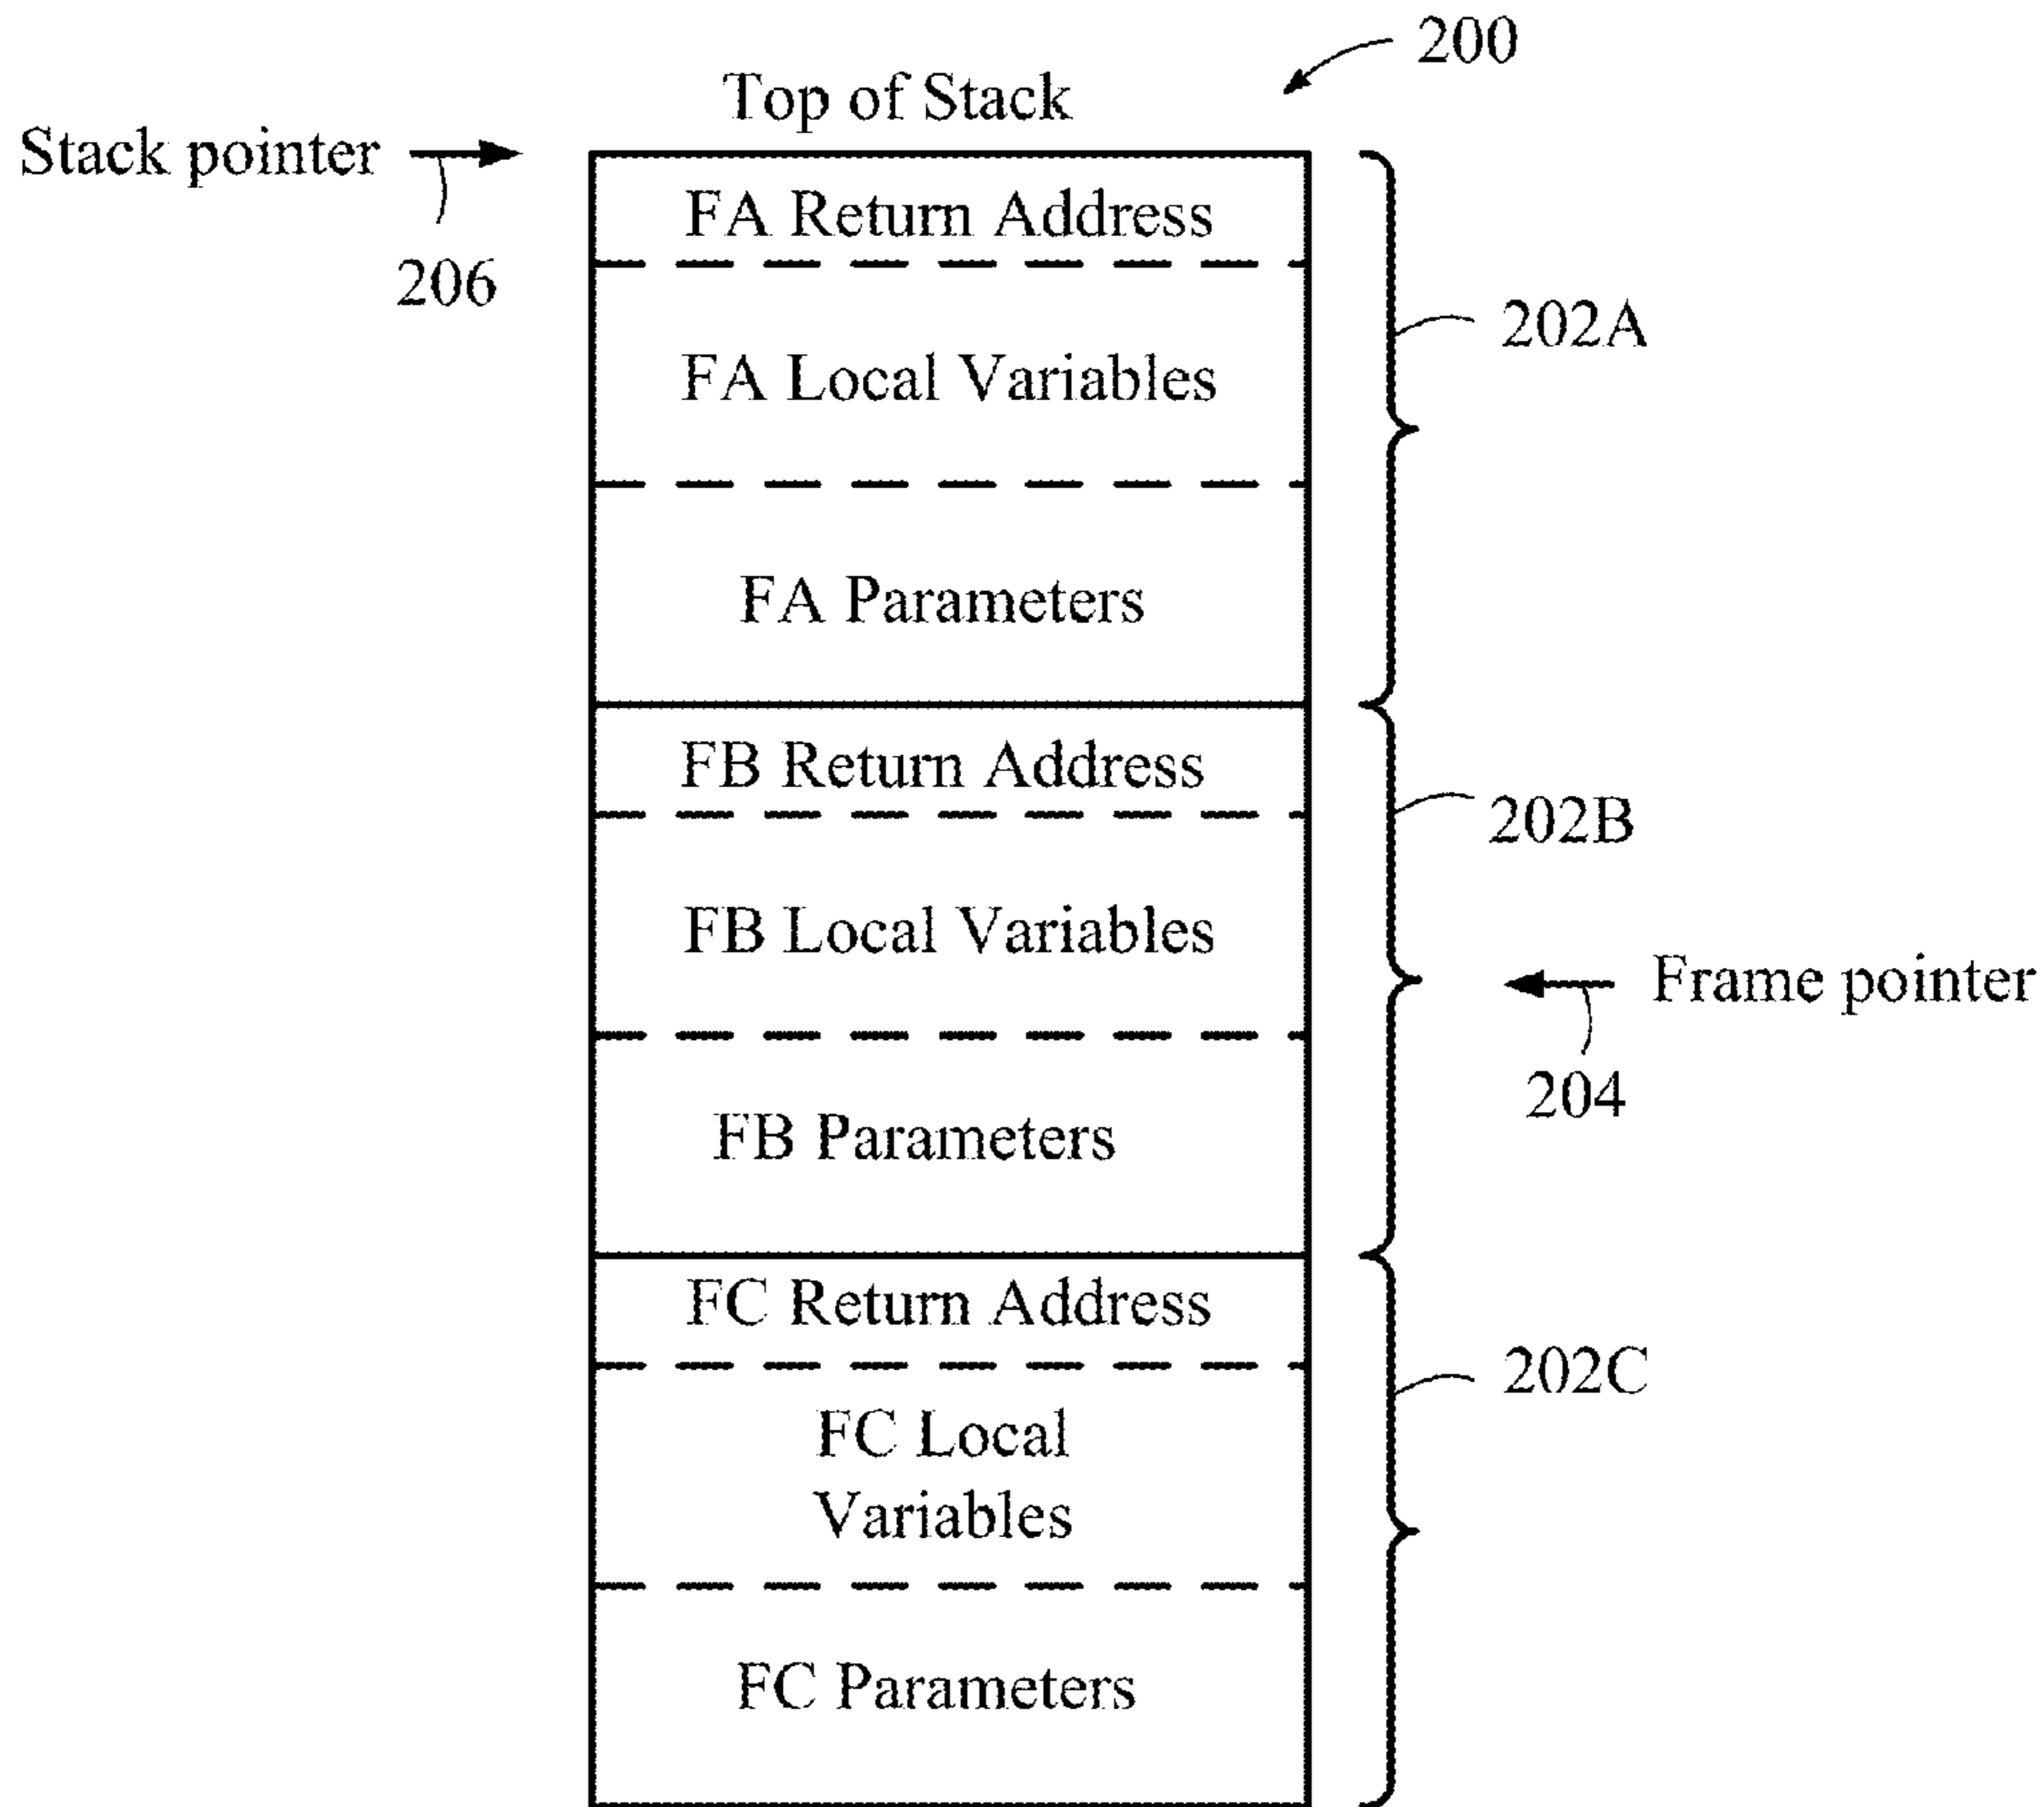 200
Top of Stack
Stack pointer
206
FA Return Address
202A
FA Local Variables
FA Parameters
FB Return Address
202B
FB Local Variables
Frame pointer
204
FB Parameters
FC Return Address
202C
FC Local
Variables
FC Parameters